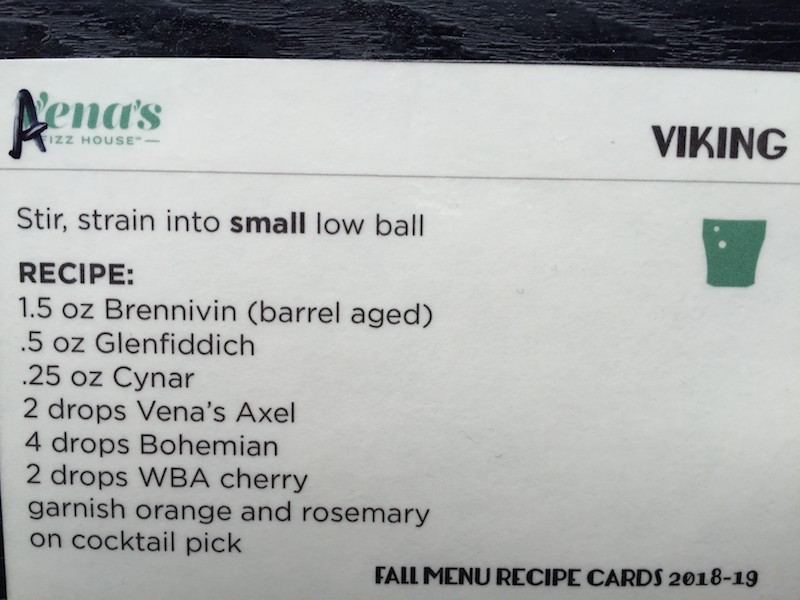 A
Vena's
FIZZ HOUSE™
VIKING
Stir, strain into small low ball
RECIPE:
1.5 oz Brennivin (barrel aged)
.5 oz Glenfiddich
.25 oz Cynar
2 drops Vena's Axel
4 drops Bohemian
2 drops WBA cherry
garnish orange and rosemary
on cocktail pick
FALL MENU RECIPE CARDS 2018-19